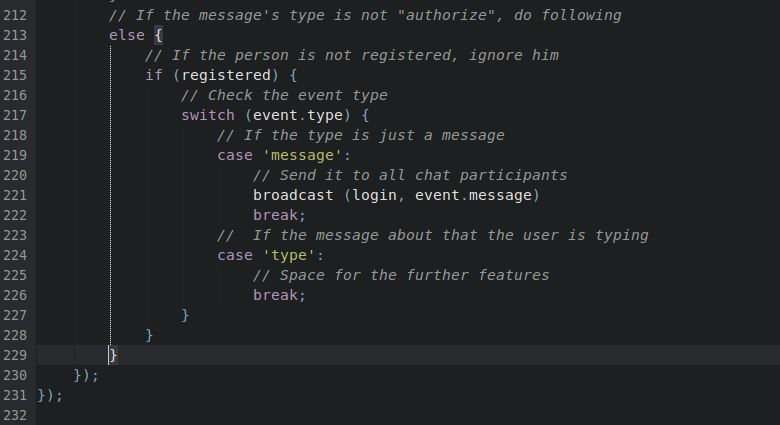 212 // If the message's type is not "authorize", do following
213 else {
214 // If the person is not registered, ignore him
215 if (registered) {
216 // Check the event type
217 switch (event.type) {
218 // If the type is just a message
219 case 'message':
220 // Send it to all chat participants
221 broadcast (login, event.message)
222 break;
223 //  If the message about that the user is typing
224 case 'type':
225 // Space for the further features
226 break;
227 }
228 }
229 }
230 });
231 });
232